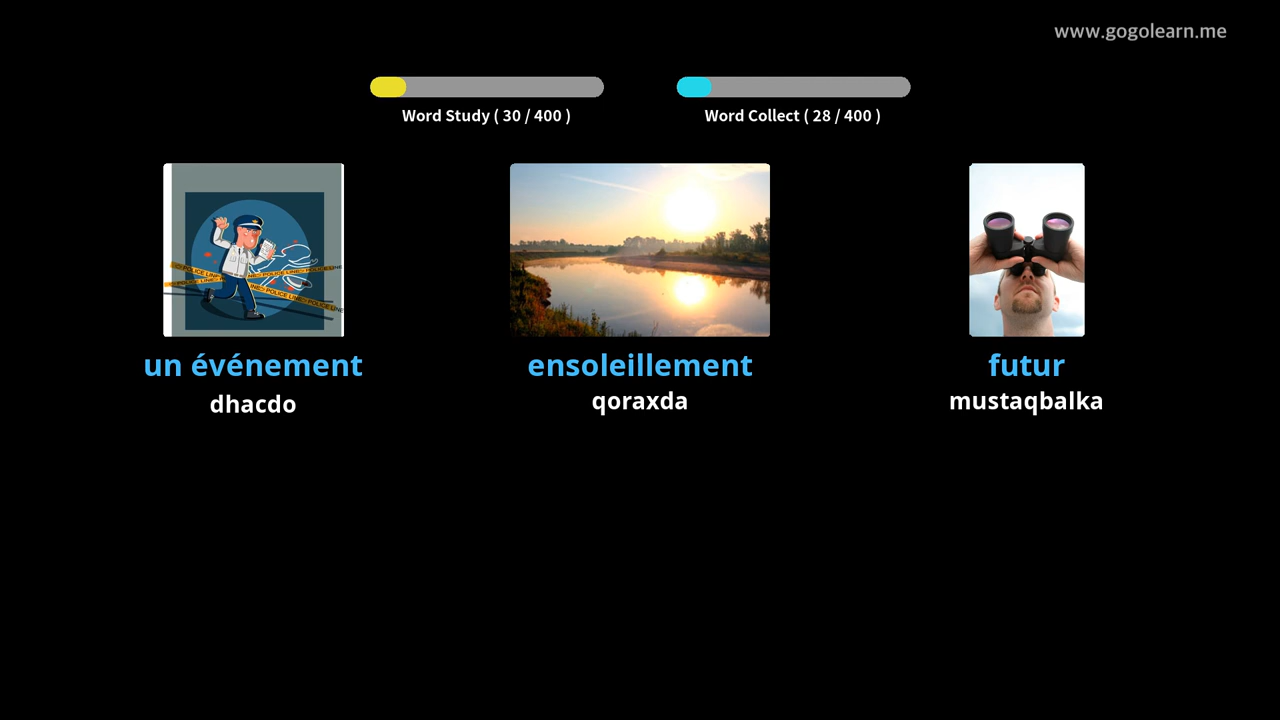 www.gogolearn.me
Word Study ( 30 / 400 )
Word Collect ( 28 / 400 )
un événement
dhacdo
ensoleillement
qoraxda
futur
mustaqbalka